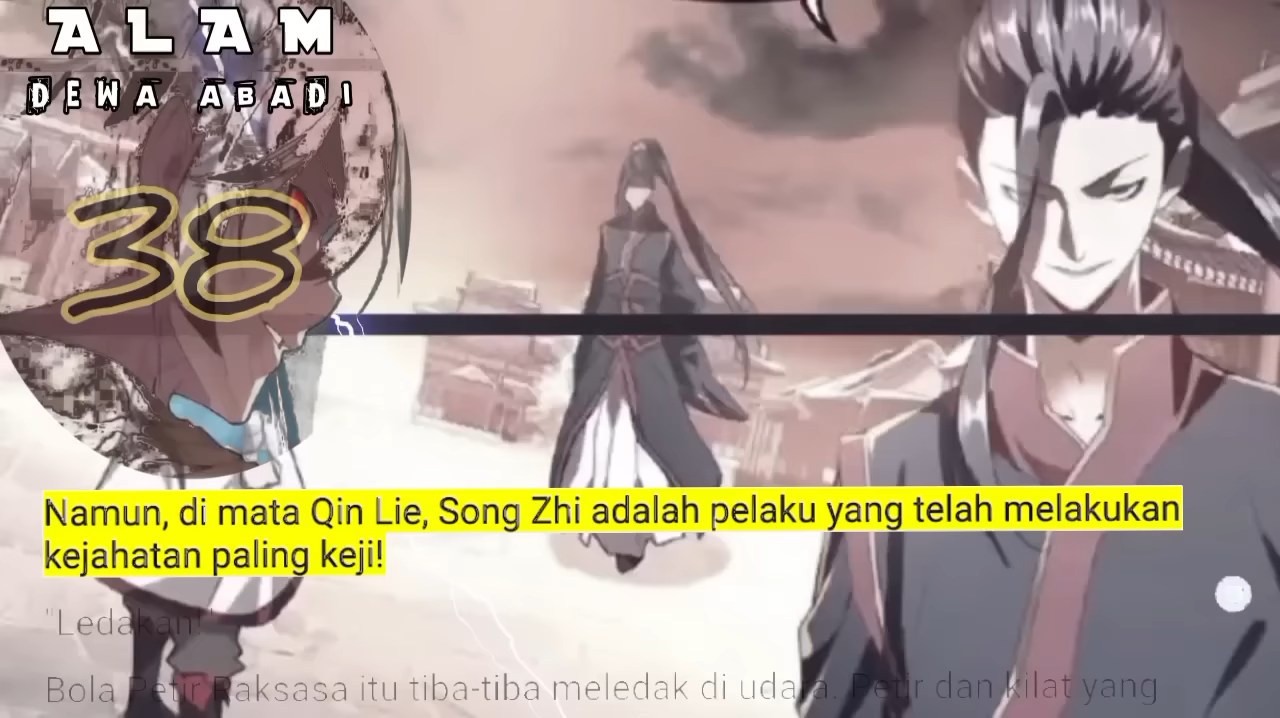 ALAM
DEWA ABADI
38
Namun, di mata Qin Lie, Song Zhi adalah pelaku yang telah melakukan
kejahatan paling keji!
"Ledakan!"
Bola Petir Raksasa itu tiba-tiba meledak di udara. Petir dan kilat yang